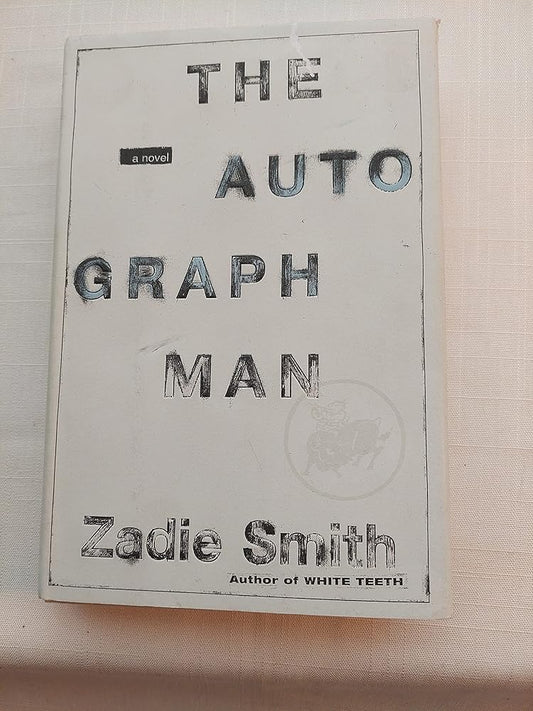 THE
a novel
AUTO
GRAPH
MAN
Zadie Smith
Author of WHITE TEETH